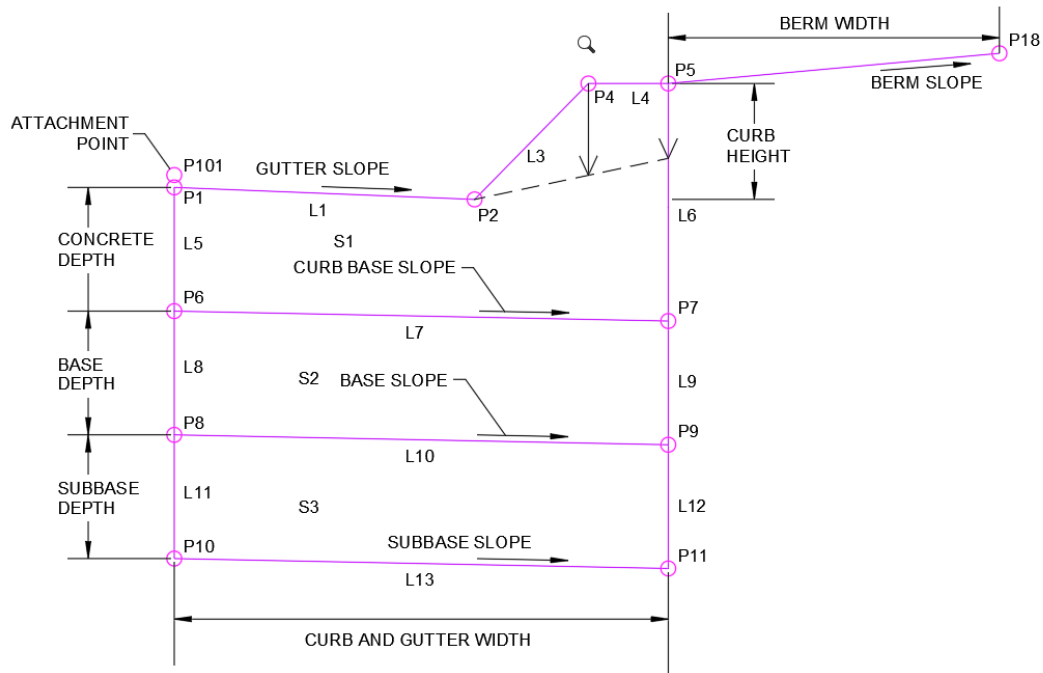 BERM WIDTH
P18
P5
BERM SLOPE
P4
L4
ATTACHMENT
POINT
CURB
HEIGHT
P101
GUTTER SLOPE
L3
P1
L1
P2
L6
CONCRETE
DEPTH
L5
S1
CURB BASE SLOPE
P6
P7
L7
BASE
DEPTH
L8
S2
BASE SLOPE
L9
P8
P9
L10
SUBBASE
DEPTH
L11
S3
L12
P10
SUBBASE SLOPE
P11
L13
CURB AND GUTTER WIDTH